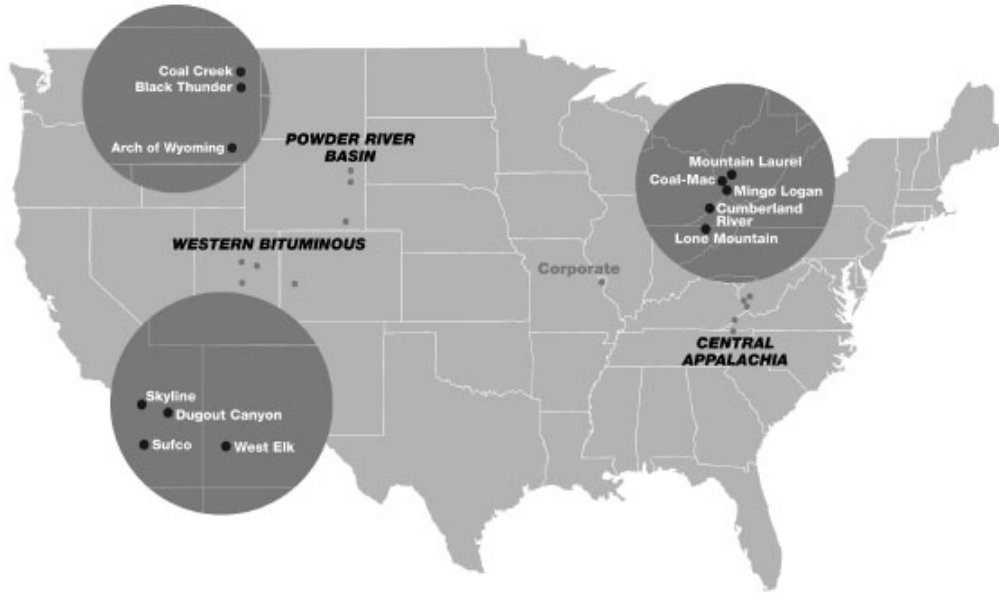 Coal Creek
Black Thunder
Arch of Wyoming
POWDER RIVER
BASIN
WESTERN BITUMINOUS
Skyline
Dugout Canyon
Sufco
West Elk
Corporate
Mountain Laurel
Coal-Mac
Mingo Logan
Cumberland
River
Lone Mountain
CENTRAL
APPALACHIA